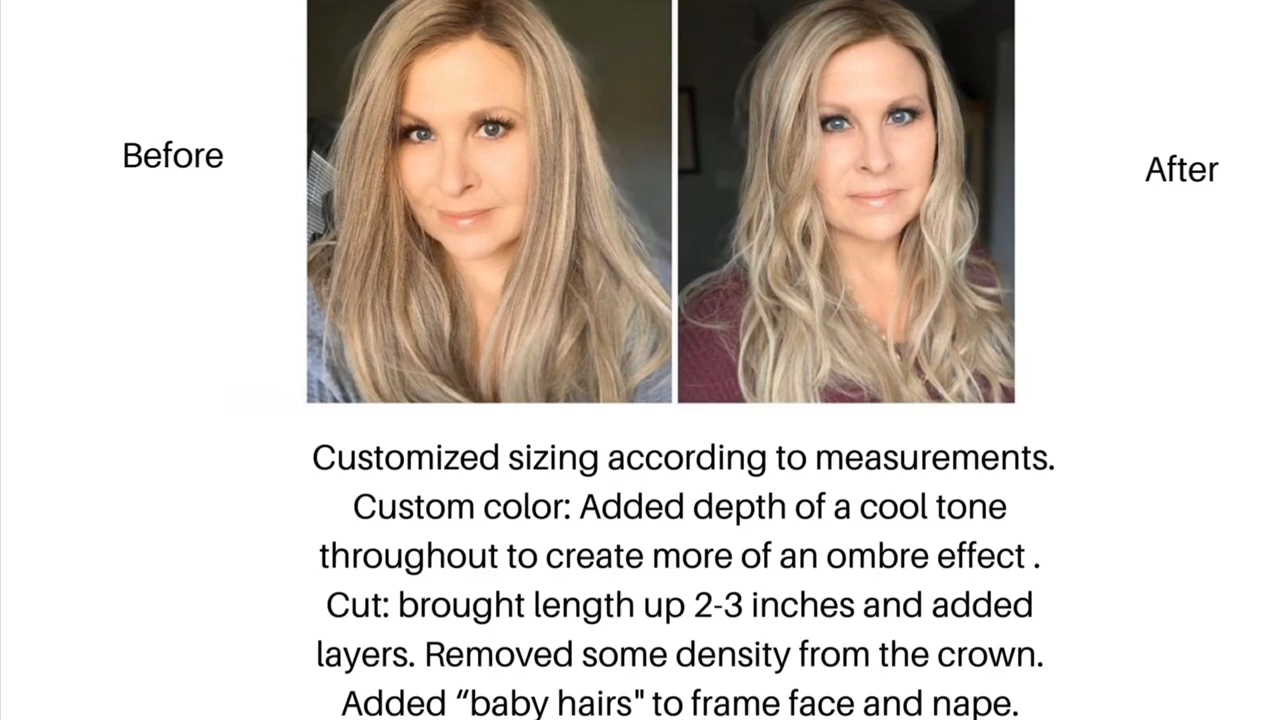 Before
After
Customized sizing according to measurements.
Custom color: Added depth of a cool tone
throughout to create more of an ombre effect .
Cut: brought length up 2-3 inches and added
layers. Removed some density from the crown.
Added “baby hairs" to frame face and nape.